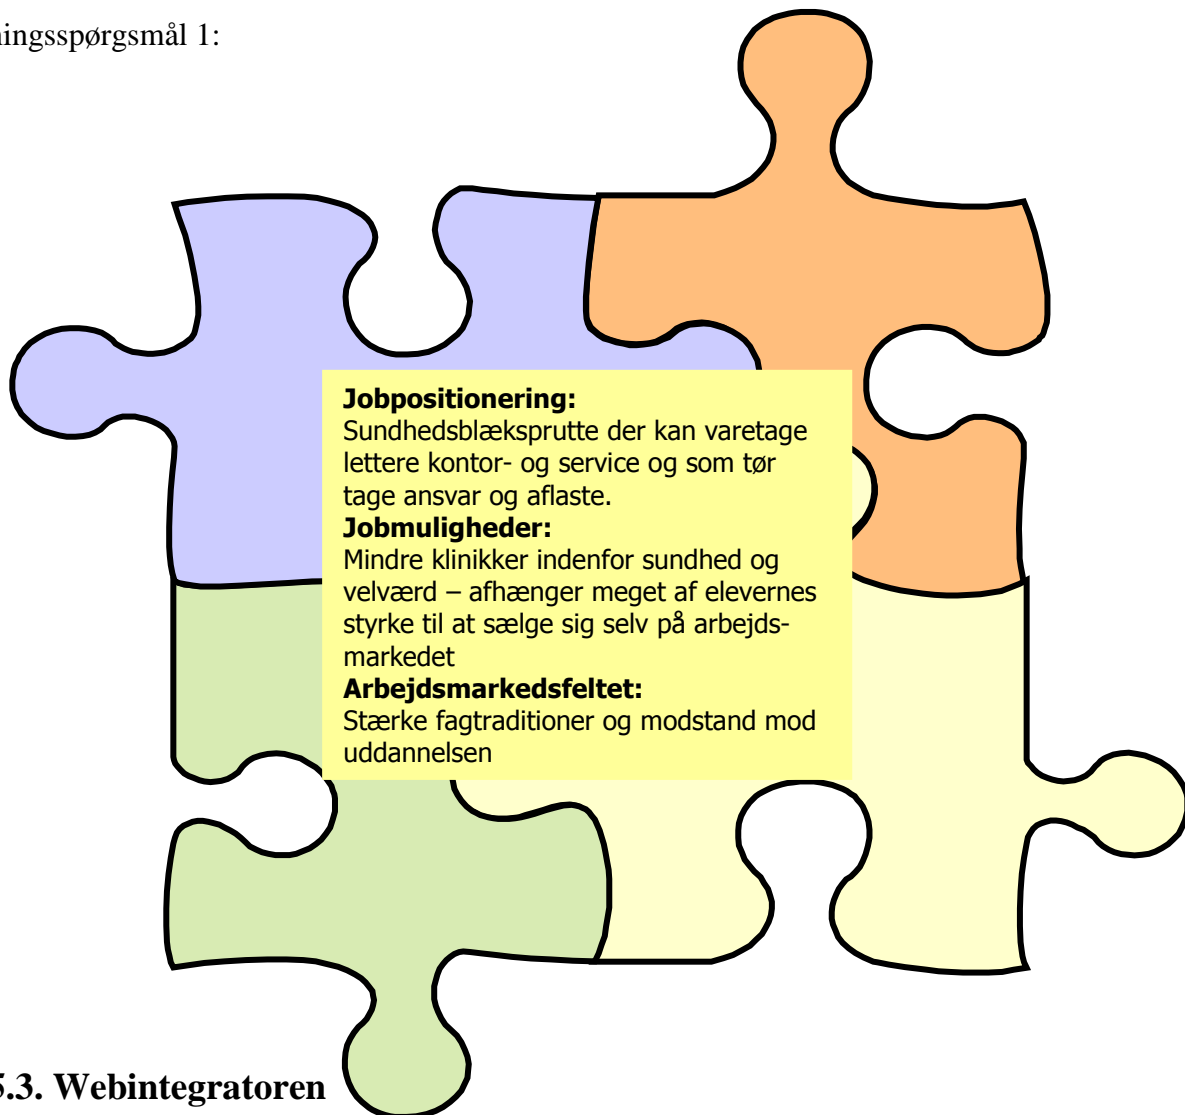 ningsspørgsmål 1:
Jobpositionering:
Sundhedsblæksprutte der kan varetage
lettere kontor- og service og som tør
tage ansvar og aflaste.
Jobmuligheder:
Mindre klinikker indenfor sundhed og
velværd – afhænger meget af elevernes
styrke til at sælge sig selv på arbejds-
markedet
Arbejdsmarkedsfeltet:
Stærke fagtraditioner og modstand mod
uddannelsen
5.3. Webintegratoren